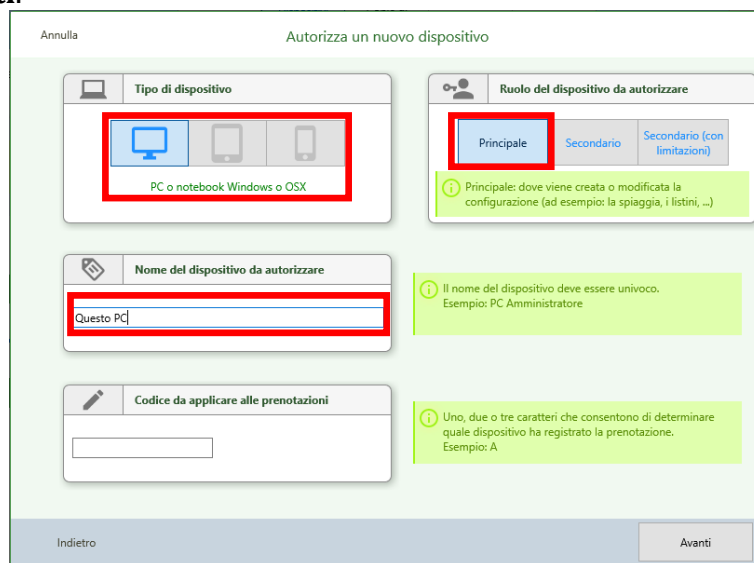 Annulla
Autorizza un nuovo dispositivo
Tipo di dispositivo
PC o notebook Windows o OSX
Ruolo del dispositivo da autorizzare
Principale
Secondario
Secondario (con
limitazioni)
Principale: dove viene creata o modificata la
configurazione (ad esempio: la spiaggia, i listini, ...)
Nome del dispositivo da autorizzare
Questo PC
Il nome del dispositivo deve essere univoco.
Esempio: PC Amministratore
Codice da applicare alle prenotazioni
Uno, due o tre caratteri che consentono di determinare
quale dispositivo ha registrato la prenotazione.
Esempio: A
Indietro
Avanti